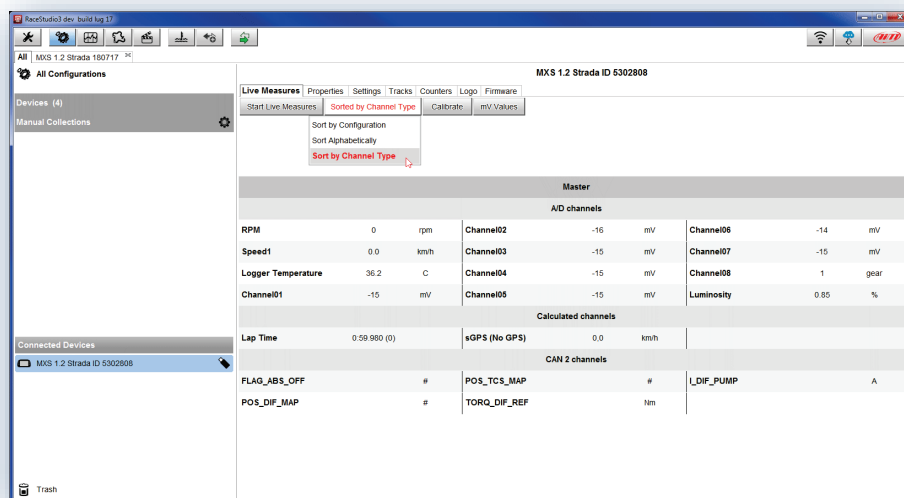 RaceStudio3 dev build lug 17
AiM
All MXS 1.2 Strada 180717
All Configurations
MXS 1.2 Strada ID 5302808
Live Measures Properties Settings Tracks Counters Logo Firmware
Devices (4)
Start Live Measures Sorted by Channel Type Calibrate mV Values
Manual Collections
Sort by Configuration
Sort Alphabetically
Sort by Channel Type
Master
A/D channels
RPM 0 rpm Channel02 -16 mV Channel06 -14 mV
Speed1 0.0 km/h Channel03 -15 mV Channel07 -15 mV
Logger Temperature 36.2 C Channel04 -15 mV Channel08 1 gear
Channel01 -15 mV Channel05 -15 mV Luminosity 0.85 %
Calculated channels
Lap Time 0:59.980 (0) sGPS (No GPS) 0.0 km/h
Connected Devices
CAN 2 channels
MXS 1.2 Strada ID 5302808
FLAG_ABS_OFF # POS_TCS_MAP # I_DIF_PUMP A
POS_DIF_MAP # TORQ_DIF_REF Nm
Trash